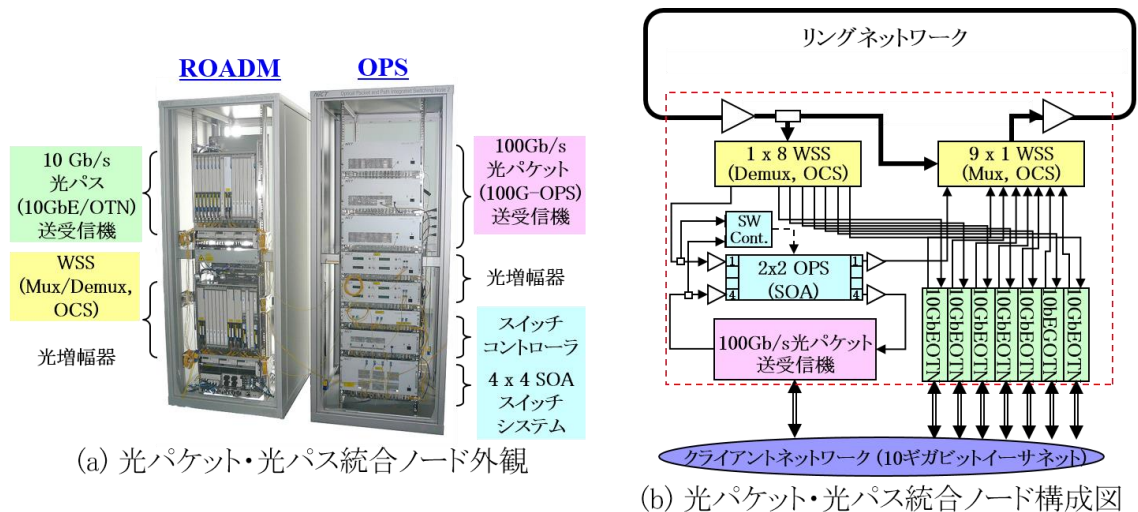 ROADM
OPS
10 Gb/s
光パス
(10GbE/OTN)
送受信機
WSS
(Mux/Demux,
OCS)
光増幅器
100Gb/s
光パケット
(100G-OPS)
送受信機
光増幅器
スイッチ
コントローラ
4 x 4 SOA
スイッチ
システム
(a) 光パケット・光パス統合ノード外観
リングネットワーク
1 x 8 WSS
(Demux, OCS)
9 x 1 WSS
(Mux, OCS)
SW
Cont.
1
4
2x2 OPS
(SOA)
1
4
100Gb/s光パケット
送受信機
10GbEOTN
10GbEOTN
10GbEOTN
10GbEOTN
10GbEOTN
10bEGOTN
10GbEOTN
クライアントネットワーク (10ギガビットイーサネット)
(b) 光パケット・光パス統合ノード構成図